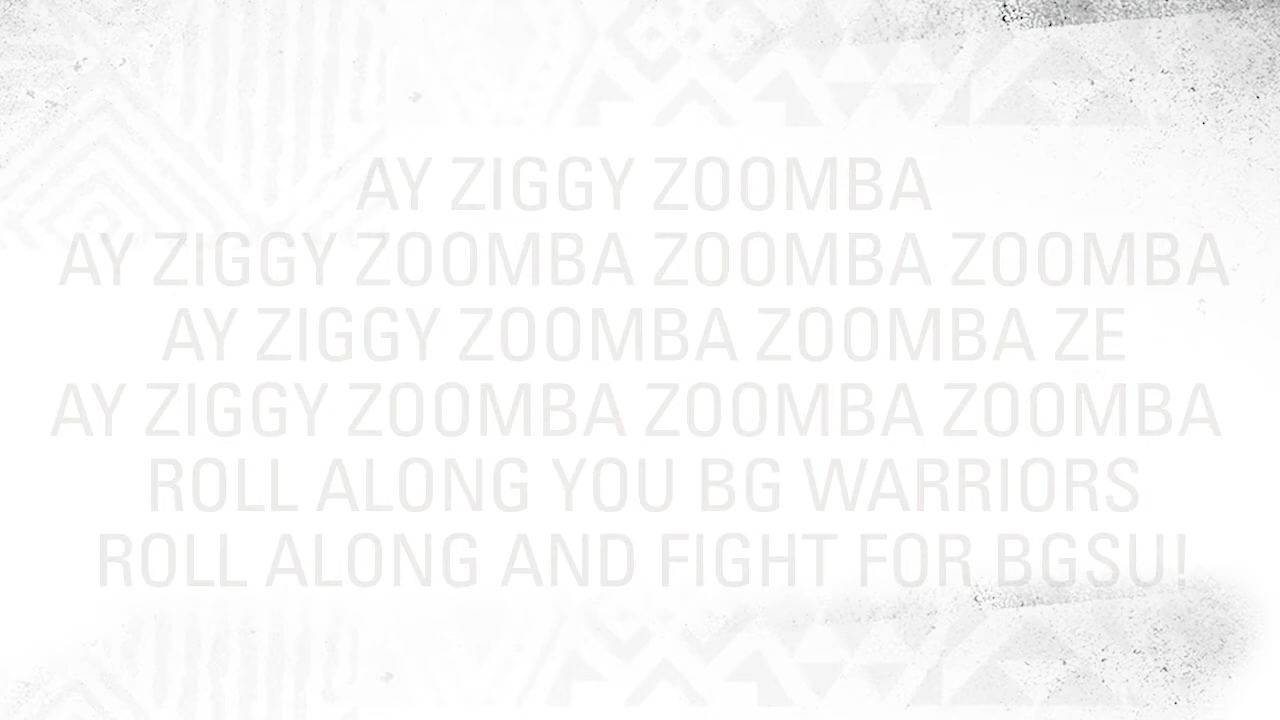 AY ZIGGY ZOOMBA
AY ZIGGY ZOOMBA ZOOMBA ZOOMBA
AY ZIGGY ZOOMBA ZOOMBA ZE
AY ZIGGY ZOOMBA ZOOMBA ZOOMBA
ROLL ALONG YOU BG WARRIORS
ROLL ALONG AND FIGHT FOR BGSU!